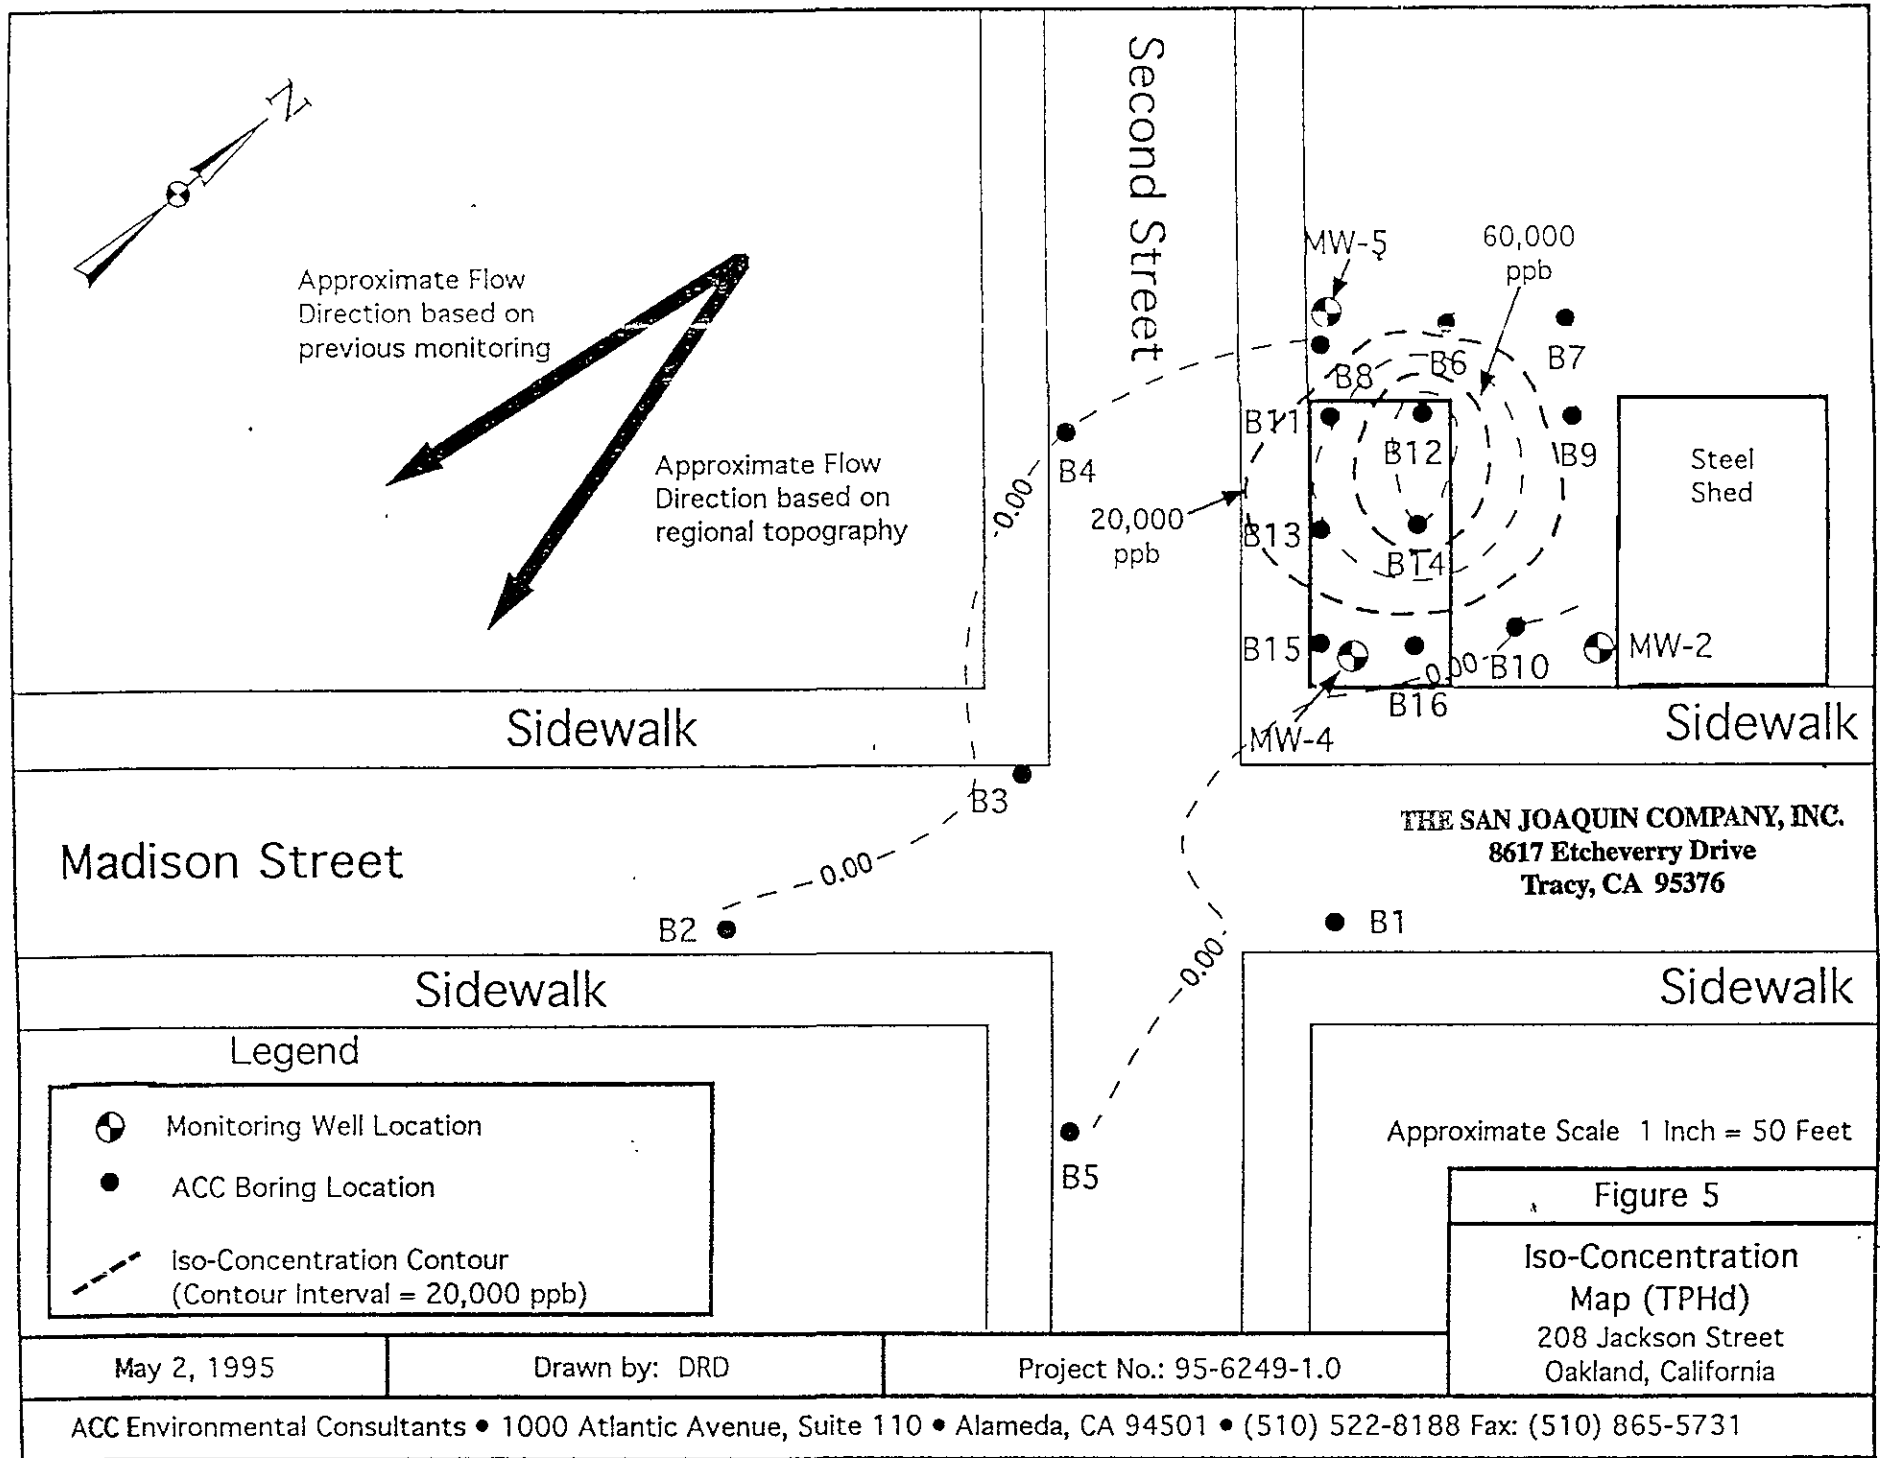 N
Second Street
Approximate Flow
Direction based on
previous monitoring
Approximate Flow
Direction based on
regional topography
MW-5
60,000
ppb
B6
B7
B8
B11
B12
B9
B4
0.00
20,000
ppb
B13
B14
Steel
Shed
B15
0.00
B10
MW-2
B16
MW-4
Sidewalk
Sidewalk
B3
Madison Street
0.00
B2
THE SAN JOAQUIN COMPANY, INC.
8617 Etcheverry Drive
Tracy, CA 95376
B1
0.00
Sidewalk
Sidewalk
B5
Legend
Monitoring Well Location
ACC Boring Location
Iso-Concentration Contour
(Contour Interval = 20,000 ppb)
Approximate Scale 1 Inch = 50 Feet
Figure 5
Iso-Concentration
Map (TPHd)
208 Jackson Street
Oakland, California
May 2, 1995
Drawn by: DRD
Project No.: 95-6249-1.0
ACC Environmental Consultants • 1000 Atlantic Avenue, Suite 110 • Alameda, CA 94501 • (510) 522-8188 Fax: (510) 865-5731